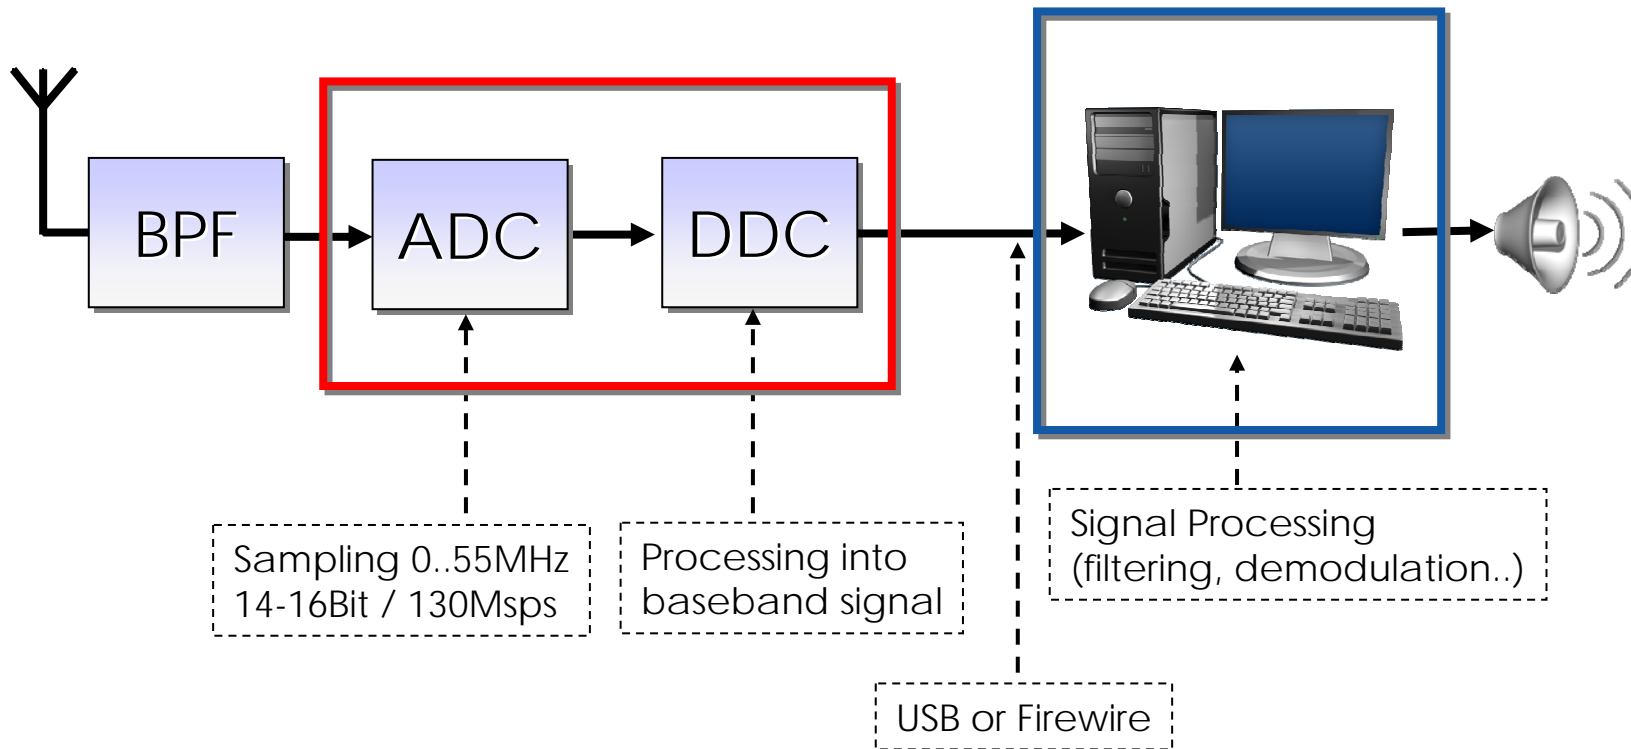 BPF
ADC
DDC
Sampling 0..55MHz
14-16Bit / 130Msps
Processing into
baseband signal
Signal Processing
(filtering, demodulation..)
USB or Firewire